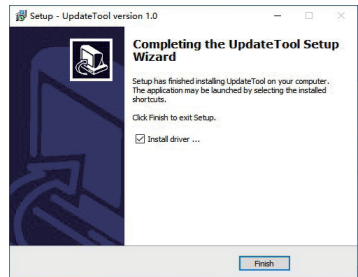 Setup - UpdateTool version 1.0
Completing the UpdateTool Setup
Wizard
Setup has finished installing UpdateTool on your computer.
The application may be launched by selecting the installed
shortcuts.
Click Finish to exit Setup.
Install driver ...
Finish